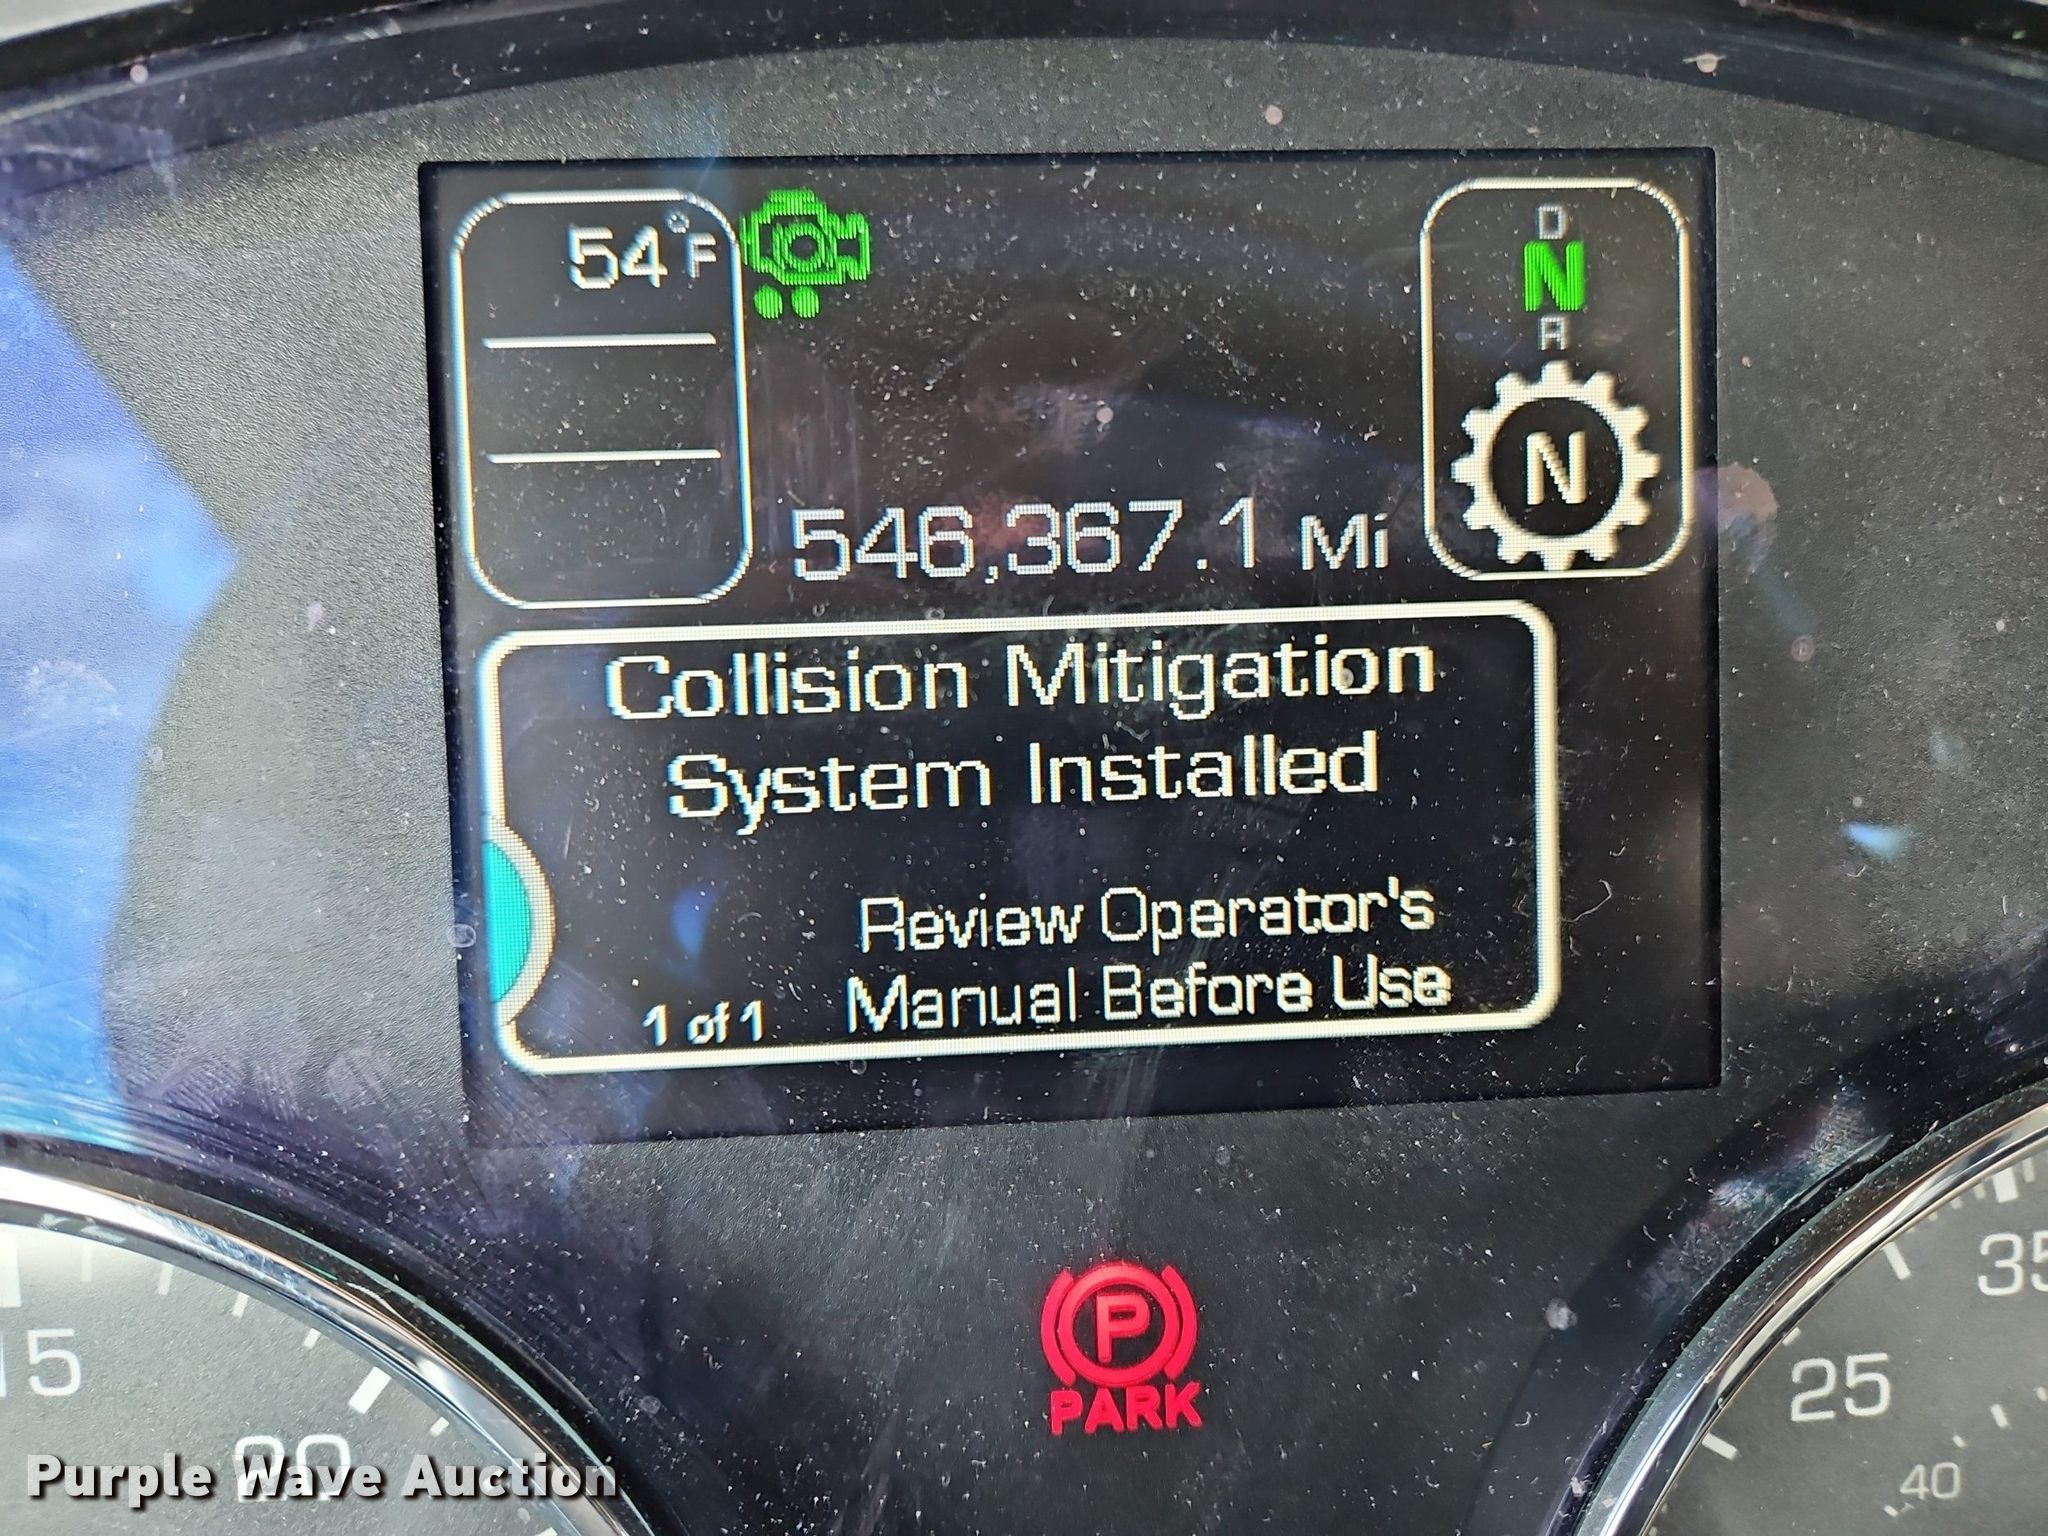 54°F
D
N
R
N
546,367.1 Mi
Collision Mitigation
System Installed
Review Operator's
Manual Before Use
1 of 1
P
PARK
15
20
25
35
40
Purple Wave Auction